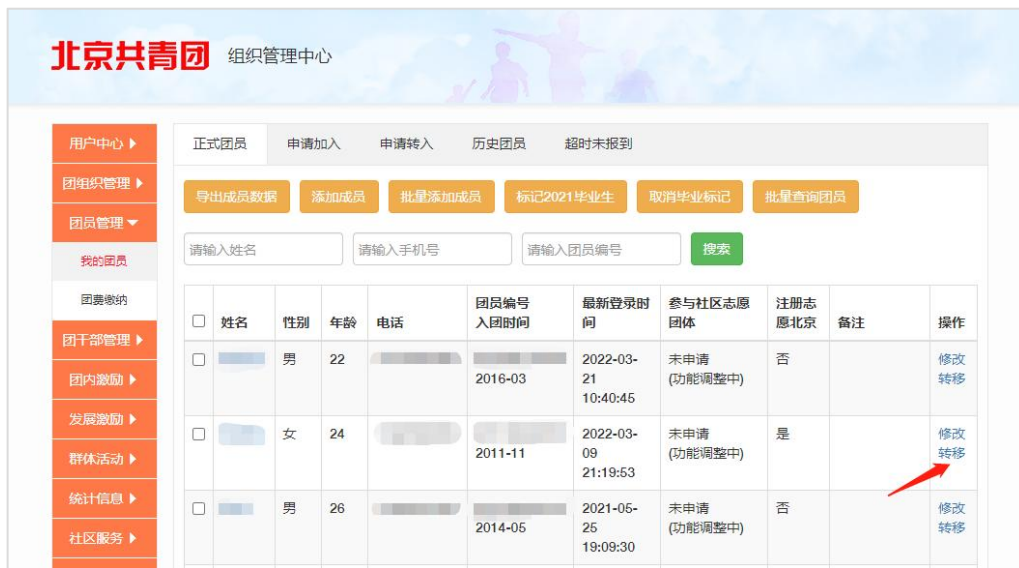 北京共青团 组织管理中心
用户中心
团组织管理
团员管理
我的团员
团费缴纳
团干部管理
团内激励
发展激励
群体活动
统计信息
社区服务
正式团员 申请加入 申请转入 历史团员 超时未报到
导出成员数据 添加成员 批量添加成员 标记2021毕业生 取消毕业标记 批量查询团员
请输入姓名 请输入手机号 请输入团员编号 搜索
姓名 性别 年龄 电话 团员编号 最新登录时 参与社区志愿 注册志 备注 操作
入团时间 间 团体 愿北京
男 22 2022-03- 未申请 否 修改
2016-03 21 (功能调整中) 转移
10:40:45
女 24 2022-03- 未申请 是 修改
2011-11 09 (功能调整中) 转移
21:19:53
男 26 2021-05- 未申请 否 修改
2014-05 25 (功能调整中) 转移
19:09:30